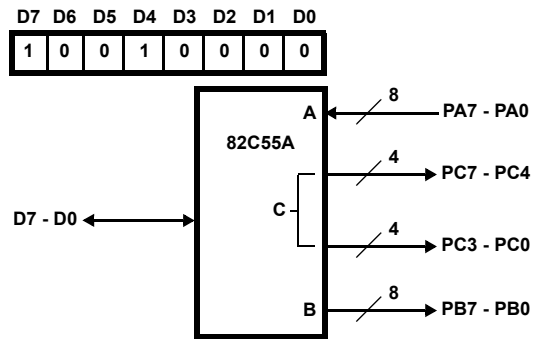 D7 D6 D5 D4 D3 D2 D1 D0
1 0 0 1 0 0 0 0
8
A
PA7 - PA0
82C55A
4
PC7 - PC4
C
D7 - D0
4
PC3 - PC0
8
B
PB7 - PB0